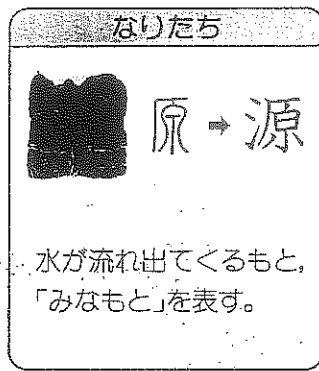 なりたち
原→源
水が流れ出てくるもと，
「みなもと」を表す。